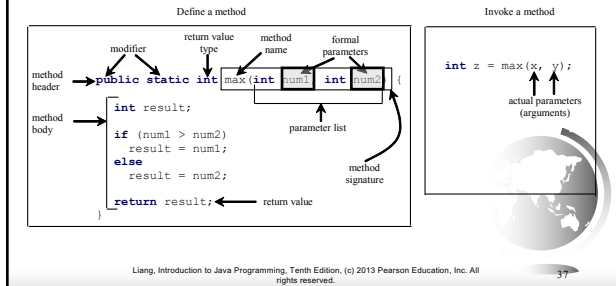 Define a method
Invoke a method
modifier
return value type
method name
formal parameters
method header
public static int max(int num1, int num2) {
int z = max(x, y);
actual parameters (arguments)
method body
int result;
parameter list
if (num1 > num2)
result = num1;
else
result = num2;
method signature
return result;
return value
}
Liang, Introduction to Java Programming, Tenth Edition, (c) 2013 Pearson Education, Inc. All
rights reserved.
37